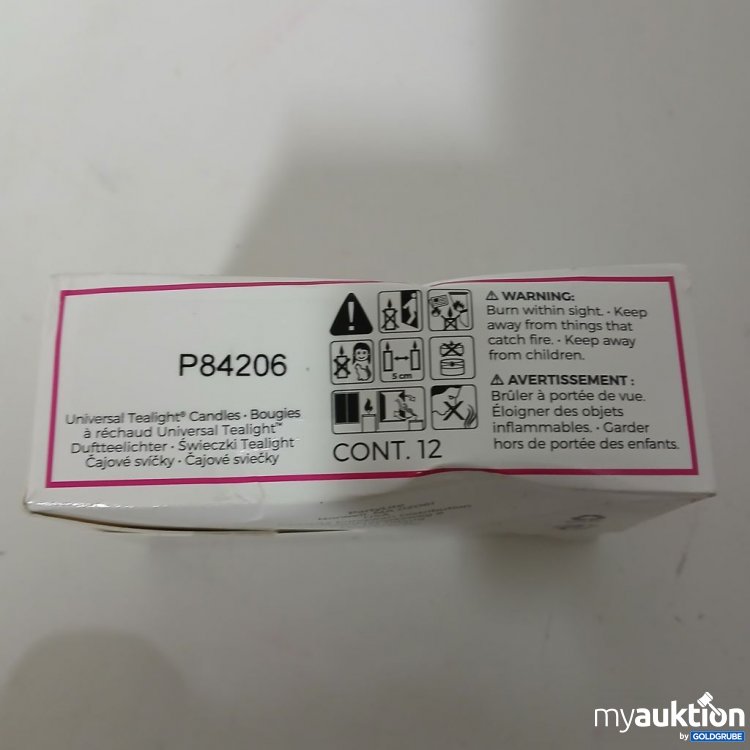 P84206
Universal Tealight® Candles • Bougies
à réchaud Universal Tealight™
Duftteelichter • Świeczki Tealight
Čajové svíčky • Čajové sviečky
5 cm
CONT. 12
⚠ WARNING:
Burn within sight. • Keep
away from things that
catch fire. • Keep away
from children.
⚠ AVERTISSEMENT :
Brûler à portée de vue.
Éloigner des objets
inflammables. • Garder
hors de portée des enfants.
PartyLite
myauktion
by GOLDGRUBE